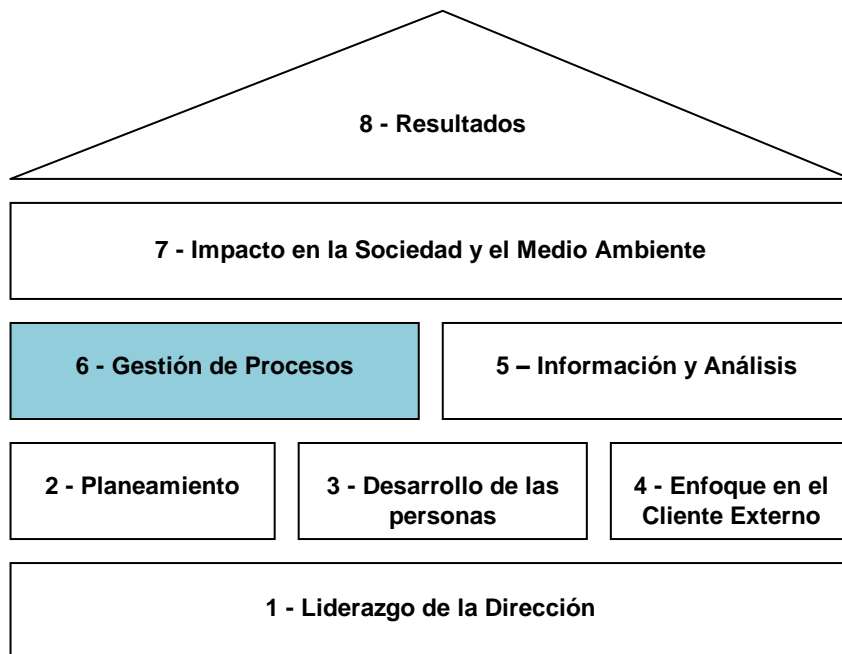 8 - Resultados
7 - Impacto en la Sociedad y el Medio Ambiente
6 - Gestión de Procesos
5 – Información y Análisis
2 - Planeamiento
3 - Desarrollo de las
personas
4 - Enfoque en el
Cliente Externo
1 - Liderazgo de la Dirección